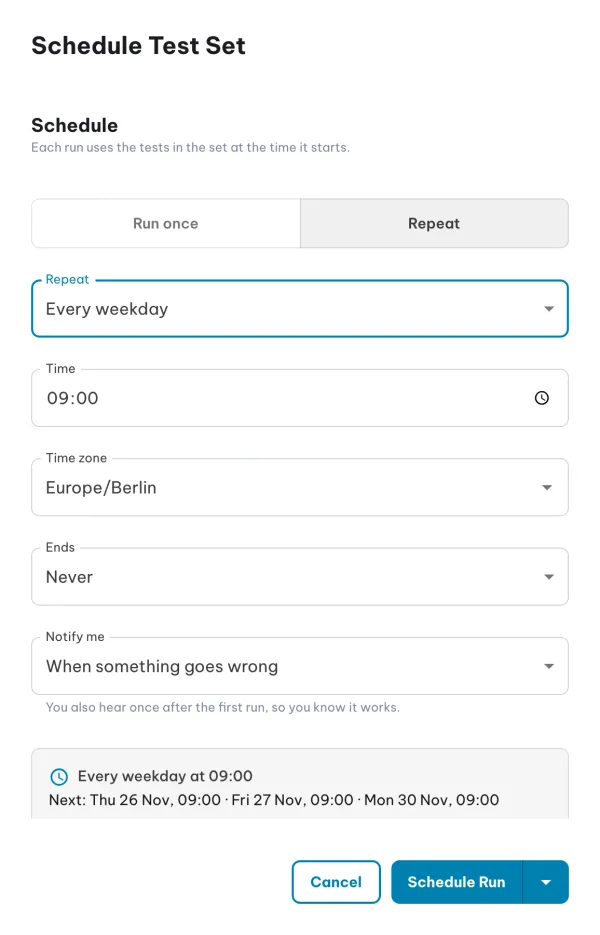 Schedule Test Set
Schedule
Each run uses the tests in the set at the time it starts.
Run once
Repeat
Repeat
Every weekday
Time
09:00
Time zone
Europe/Berlin
Ends
Never
Notify me
When something goes wrong
You also hear once after the first run, so you know it works.
Every weekday at 09:00
Next: Thu 26 Nov, 09:00 · Fri 27 Nov, 09:00 · Mon 30 Nov, 09:00
Cancel
Schedule Run